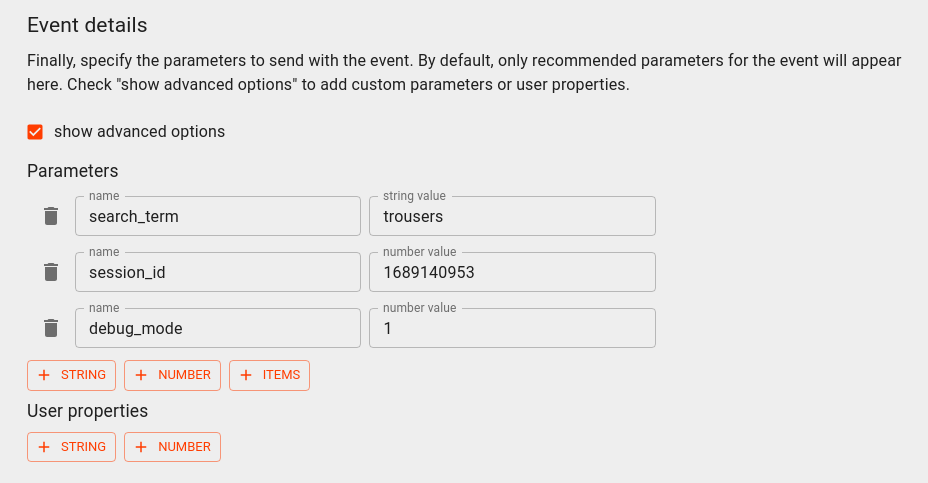 Event details
Finally, specify the parameters to send with the event. By default, only recommended parameters for the event will appear
here. Check "show advanced options" to add custom parameters or user properties.
show advanced options
Parameters
name
string value
search_term
trousers
name
number value
session_id
1689140953
name
number value
debug_mode
1
+ STRING + NUMBER + ITEMS
User properties
+ STRING + NUMBER